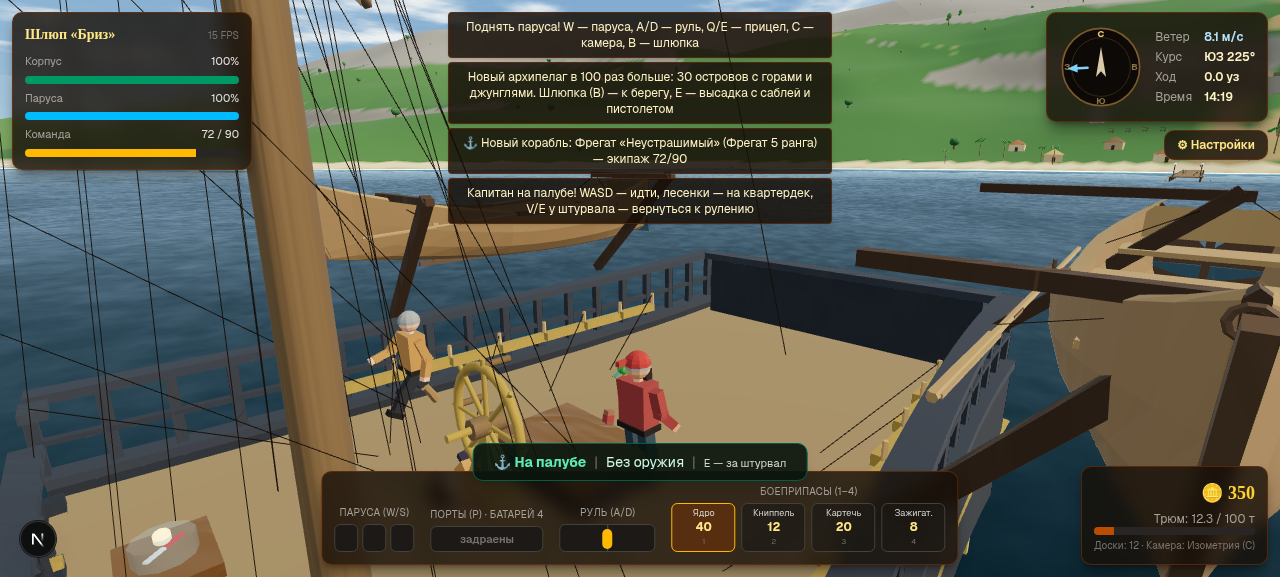 Шлюп «Бриз»
15 FPS
Корпус
100%
Паруса
100%
Команда
72 / 90
Поднять паруса! W — паруса, A/D — руль, Q/E — прицел, C —
камера, B — шлюпка
Новый архипелаг в 100 раз больше: 30 островов с горами и
джунглями. Шлюпка (B) — к берегу, E — высадка с саблей и
пистолетом
⚓ Новый корабль: Фрегат «Неустрашимый» (Фрегат 5 ранга)
— экипаж 72/90
Капитан на палубе! WASD — идти, лесенки — на квартердек,
V/E у штурвала — вернуться к рулению
С
З
В
Ю
Ветер
8.1 м/с
Курс
ЮЗ 225°
Ход
0.0 уз
Время
14:19
⚙ Настройки
⚓ На палубе | Без оружия | E — за штурвал
ПАРУСА (W/S)
ПОРТЫ (P) · БАТАРЕЙ 4
задраены
РУЛЬ (A/D)
БОЕПРИПАСЫ (1–4)
Ядро
40
1
Книппель
12
2
Картечь
20
3
Зажигат.
8
4
350
Трюм: 12.3 / 100 т
Доски: 12 · Камера: Изометрия (C)
N